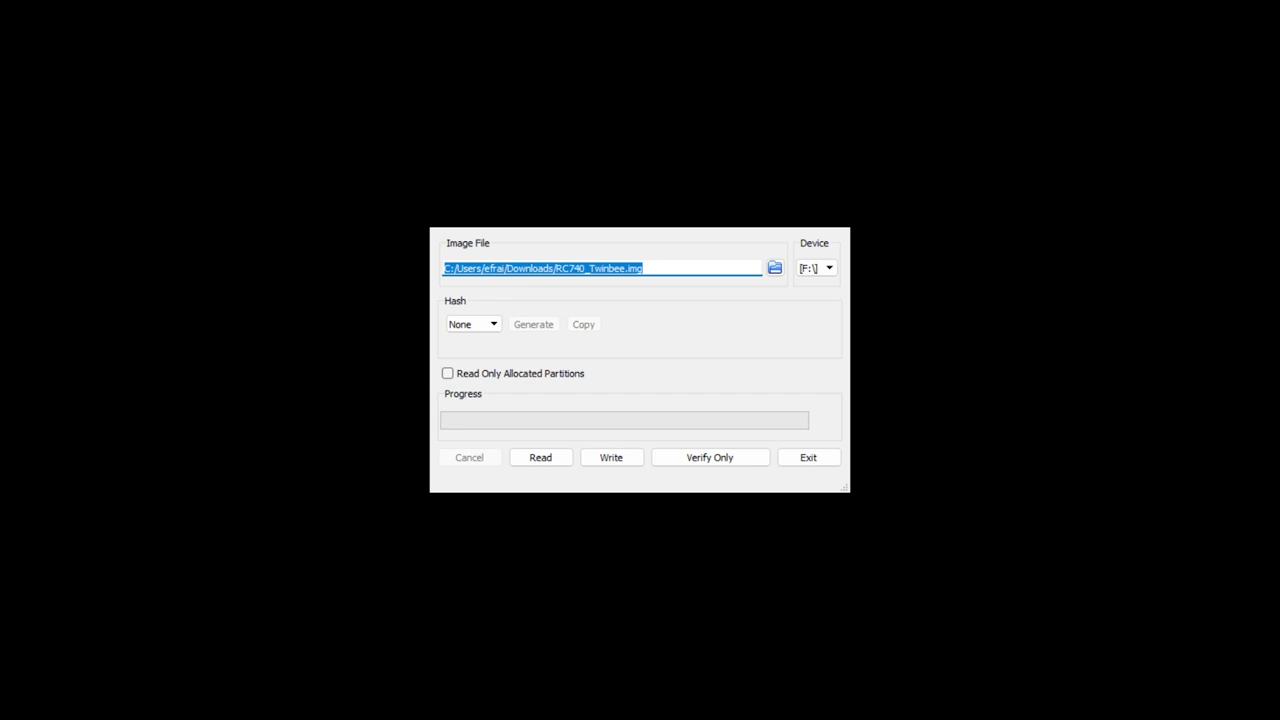 Image File
Device
C:/Users/efrai/Downloads/RC740_Twinbee.img
[F:\]
Hash
None Generate Copy
Read Only Allocated Partitions
Progress
Cancel Read Write Verify Only Exit